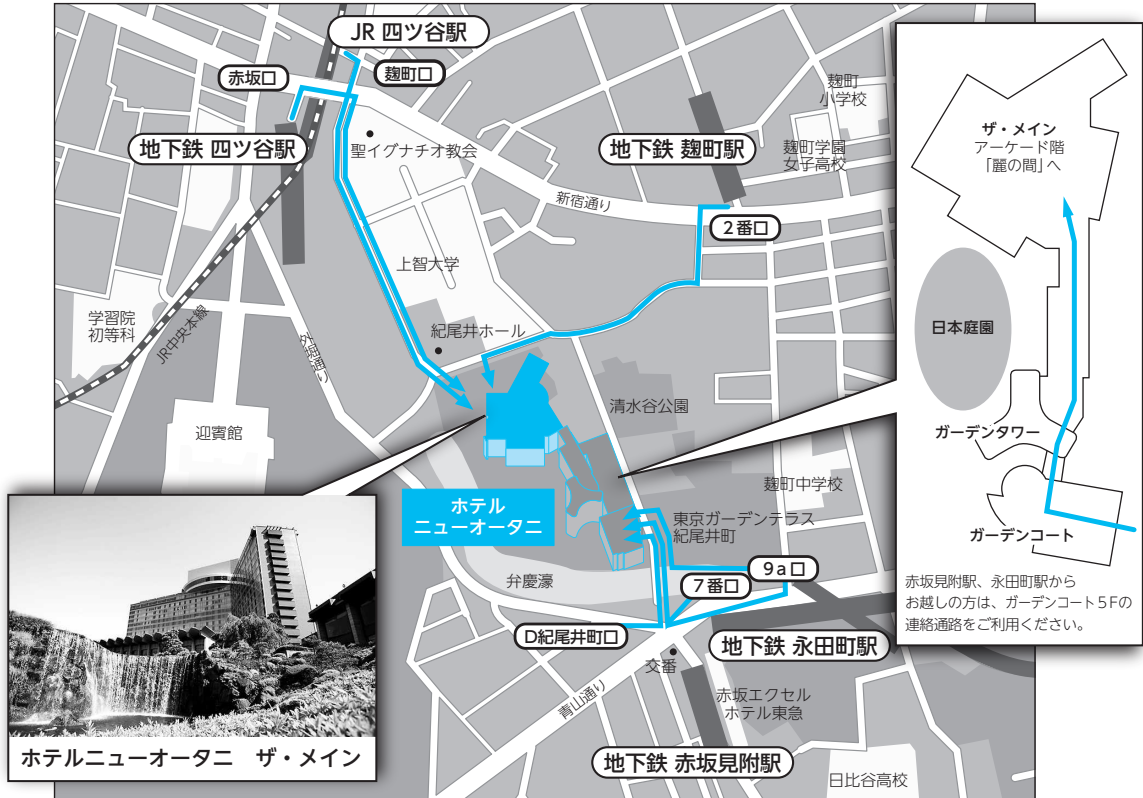 JR 四ツ谷駅
赤坂口
麹町口
地下鉄 四ツ谷駅
聖イグナチオ教会
地下鉄 麹町駅
麹町
小学校
麹町学園
女子高校
新宿通り
2番口
上智大学
学習院
初等科
JR中央本線
外堀通り
紀尾井ホール
清水谷公園
迎賓館
ホテル
ニューオータニ
麹町中学校
東京ガーデンテラス
紀尾井町
弁慶濠
7番口
9a口
D紀尾井町口
地下鉄 永田町駅
交番
青山通り
赤坂エクセル
ホテル東急
地下鉄 赤坂見附駅
日比谷高校
ホテルニューオータニ ザ・メイン
ザ・メイン
アーケード階
「麗の間」へ
日本庭園
ガーデンタワー
ガーデンコート
赤坂見附駅、永田町駅から
お越しの方は、ガーデンコート5Fの
連絡通路をご利用ください。